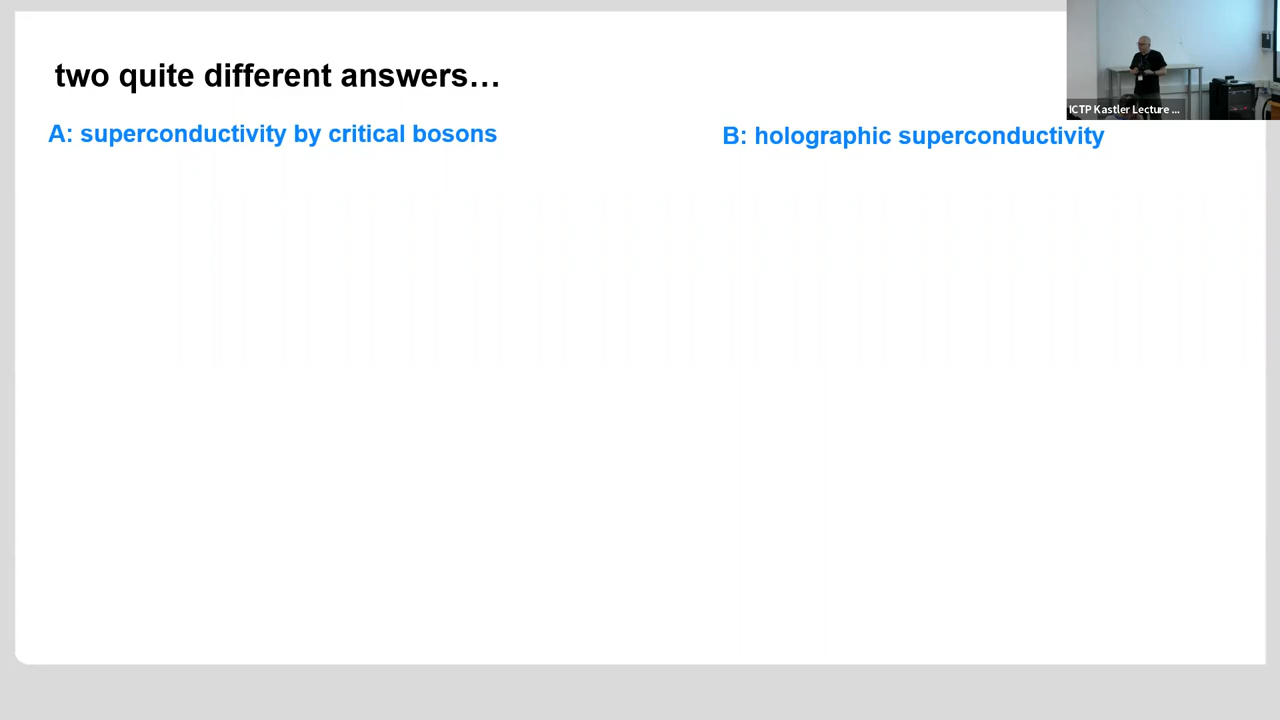 two quite different answers…
A: superconductivity by critical bosons
B: holographic superconductivity
ICTP Kastler Lecture ...